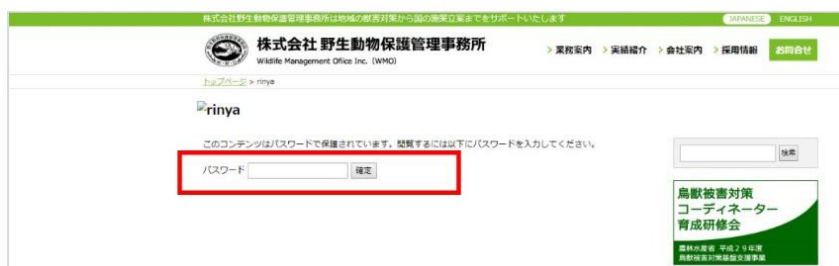 株式会社野生動物保護管理事務所は地域の獣害対策から国の施策立案までをサポートいたします
JAPANESE ENGLISH
株式会社 野生動物保護管理事務所
Wildlife Management Office Inc. (WMO)
> 業務案内 > 実績紹介 > 会社案内 > 採用情報 お問合せ
トップページ > rinya
rinya
このコンテンツはパスワードで保護されています。閲覧するには以下にパスワードを入力してください。
パスワード 確定
検索
鳥獣被害対策
コーディネーター
育成研修会
農林水産省 平成29年度
鳥獣被害対策基盤支援事業